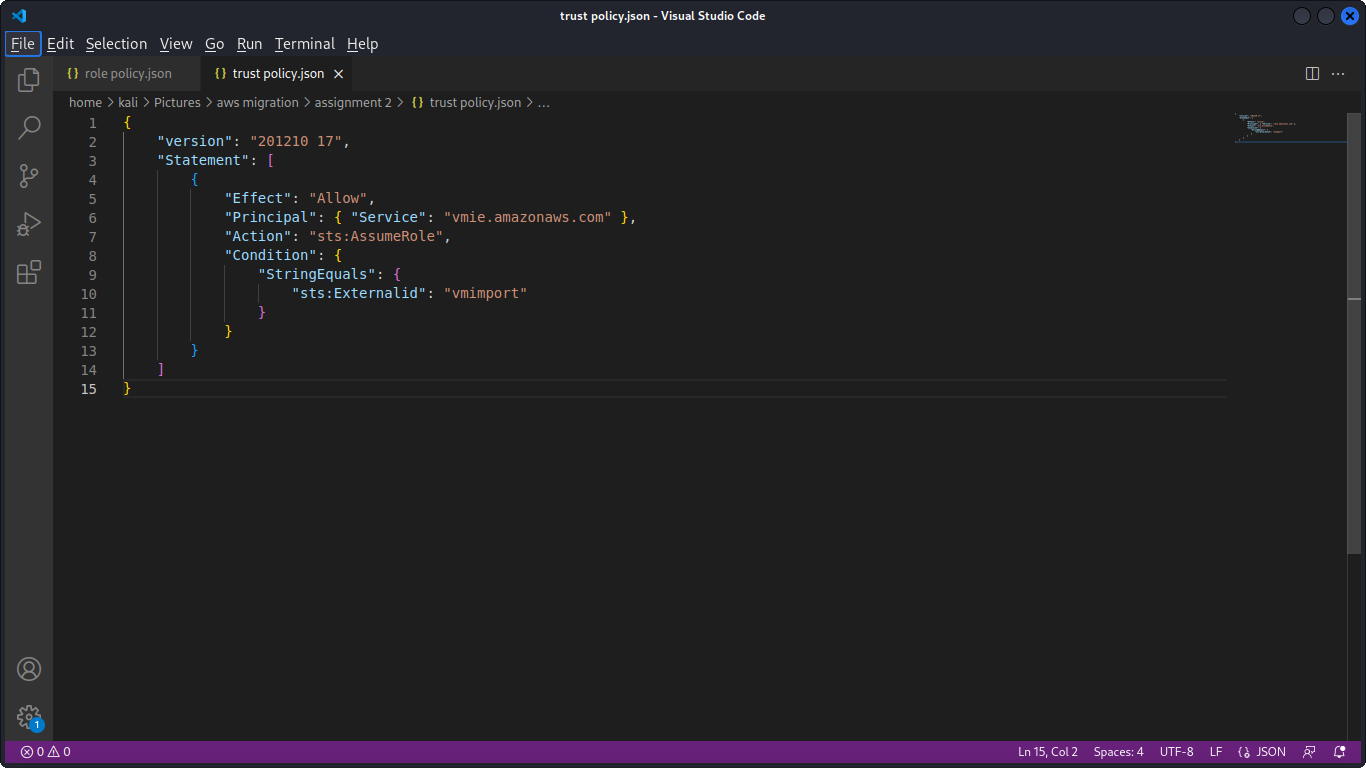 trust policy.json - Visual Studio Code
File Edit Selection View Go Run Terminal Help
{} role policy.json {} trust policy.json ×
home > kali > Pictures > aws migration > assignment 2 > {} trust policy.json > ...
1 {
2 "version": "201210 17",
3 "Statement": [
4 {
5 "Effect": "Allow",
6 "Principal": { "Service": "vmie.amazonaws.com" },
7 "Action": "sts:AssumeRole",
8 "Condition": {
9 "StringEquals": {
10 "sts:Externalid": "vmimport"
11 }
12 }
13 }
14 ]
15 }
1
0 0 Ln 15, Col 2 Spaces: 4 UTF-8 LF {} JSON